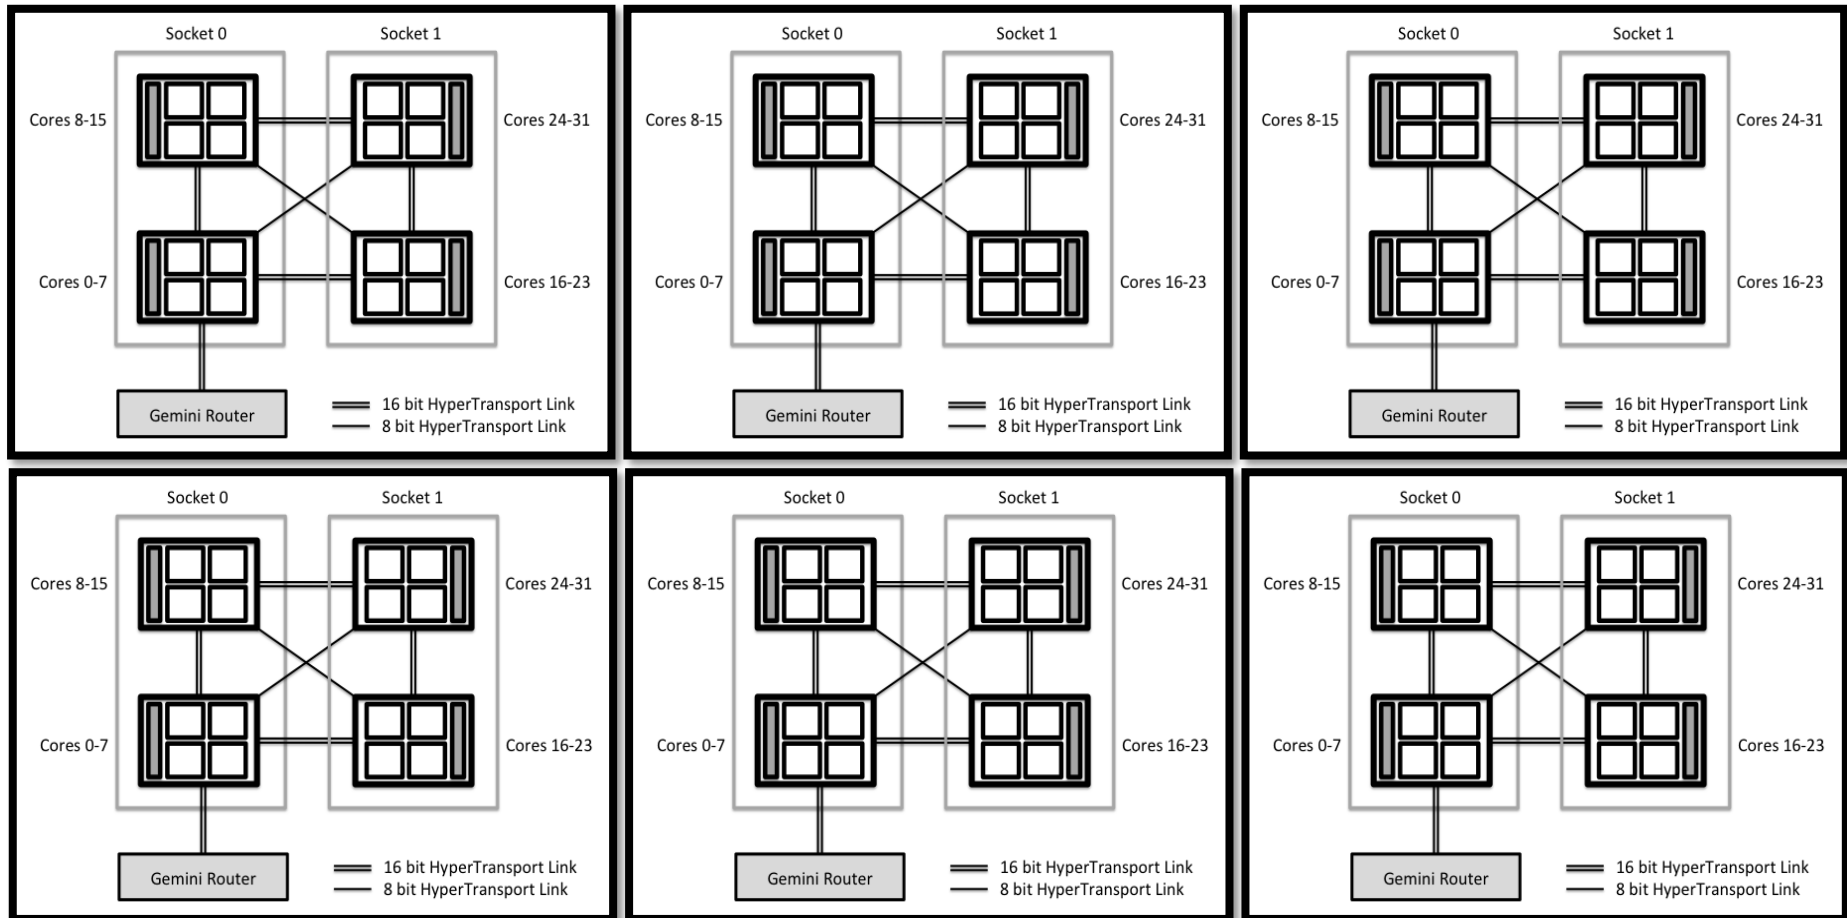 Socket 0 Socket 1
Cores 8-15 Cores 24-31
Cores 0-7 Cores 16-23
Gemini Router
16 bit HyperTransport Link
8 bit HyperTransport Link
Socket 0 Socket 1
Cores 8-15 Cores 24-31
Cores 0-7 Cores 16-23
Gemini Router
16 bit HyperTransport Link
8 bit HyperTransport Link
Socket 0 Socket 1
Cores 8-15 Cores 24-31
Cores 0-7 Cores 16-23
Gemini Router
16 bit HyperTransport Link
8 bit HyperTransport Link
Socket 0 Socket 1
Cores 8-15 Cores 24-31
Cores 0-7 Cores 16-23
Gemini Router
16 bit HyperTransport Link
8 bit HyperTransport Link
Socket 0 Socket 1
Cores 8-15 Cores 24-31
Cores 0-7 Cores 16-23
Gemini Router
16 bit HyperTransport Link
8 bit HyperTransport Link
Socket 0 Socket 1
Cores 8-15 Cores 24-31
Cores 0-7 Cores 16-23
Gemini Router
16 bit HyperTransport Link
8 bit HyperTransport Link